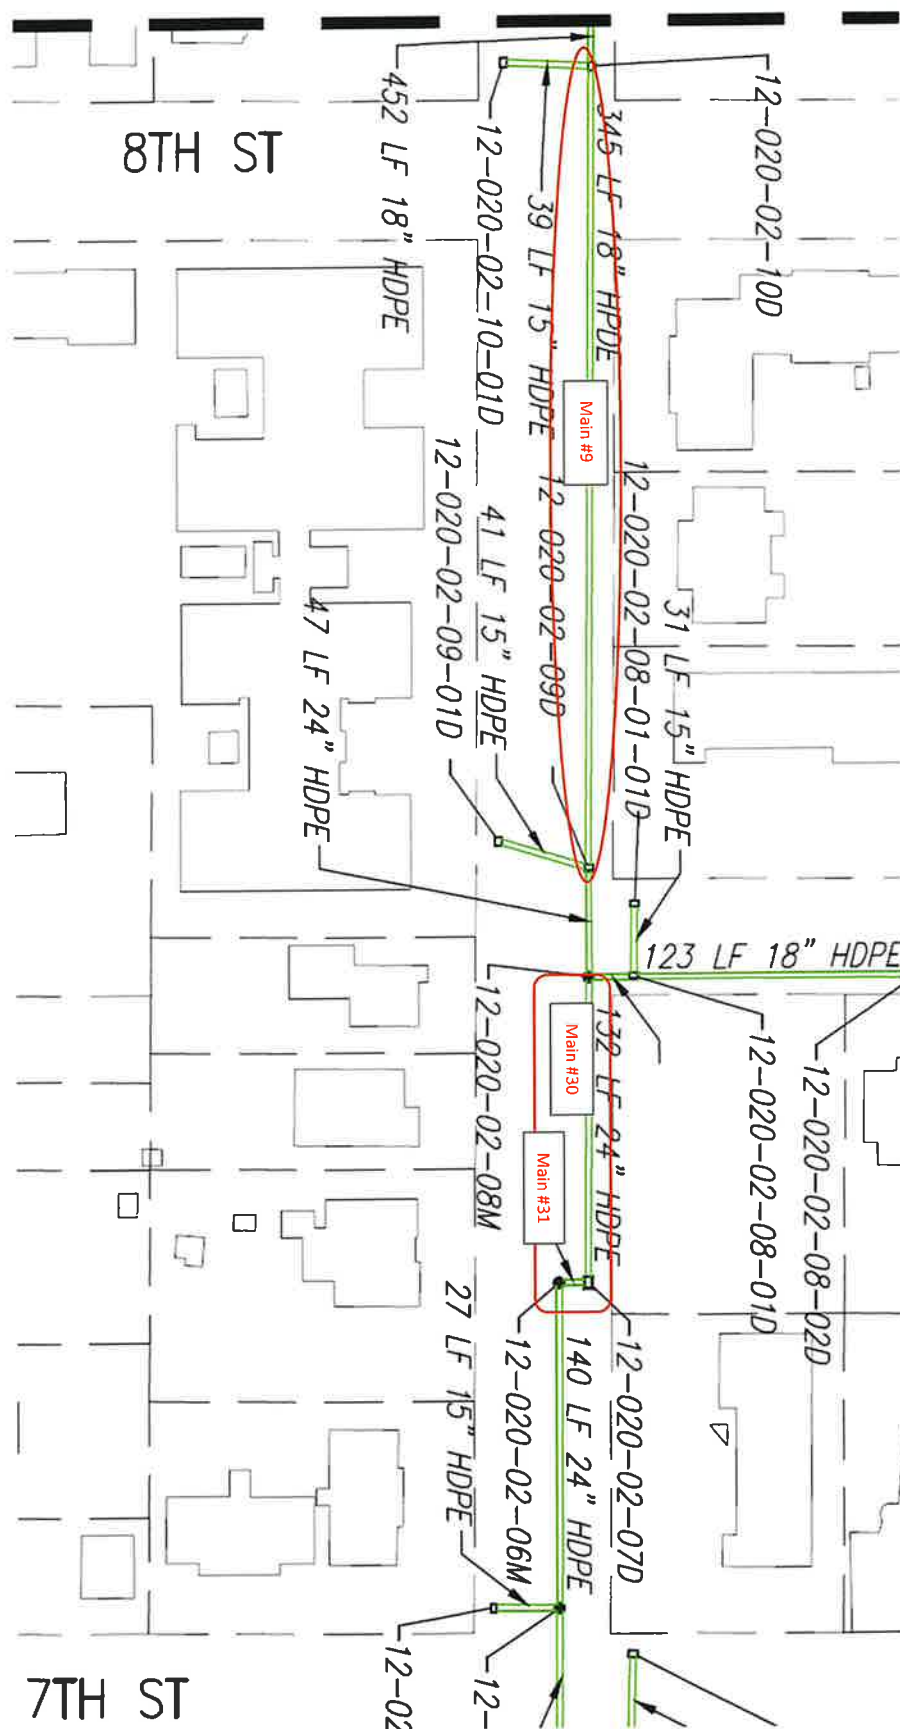 8TH ST
452 LF 18" HDPE
12-020-02-10-01D
39 LF 15" HDPE
345 LF 18" HPDE
12-020-02-10D
Main #9
12-020-02-09D
41 LF 15" HDPE
12-020-02-09-01D
12-020-02-08-01-01D
31 LF 15" HDPE
47 LF 24" HDPE
123 LF 18" HDPE
12-020-02-08M
Main #30
132 LF 24" HDPE
Main #31
12-020-02-08-01D
12-020-02-08-02D
27 LF 15" HDPE
12-020-02-06M
140 LF 24" HDPE
12-020-02-07D
12-02
12-
7TH ST